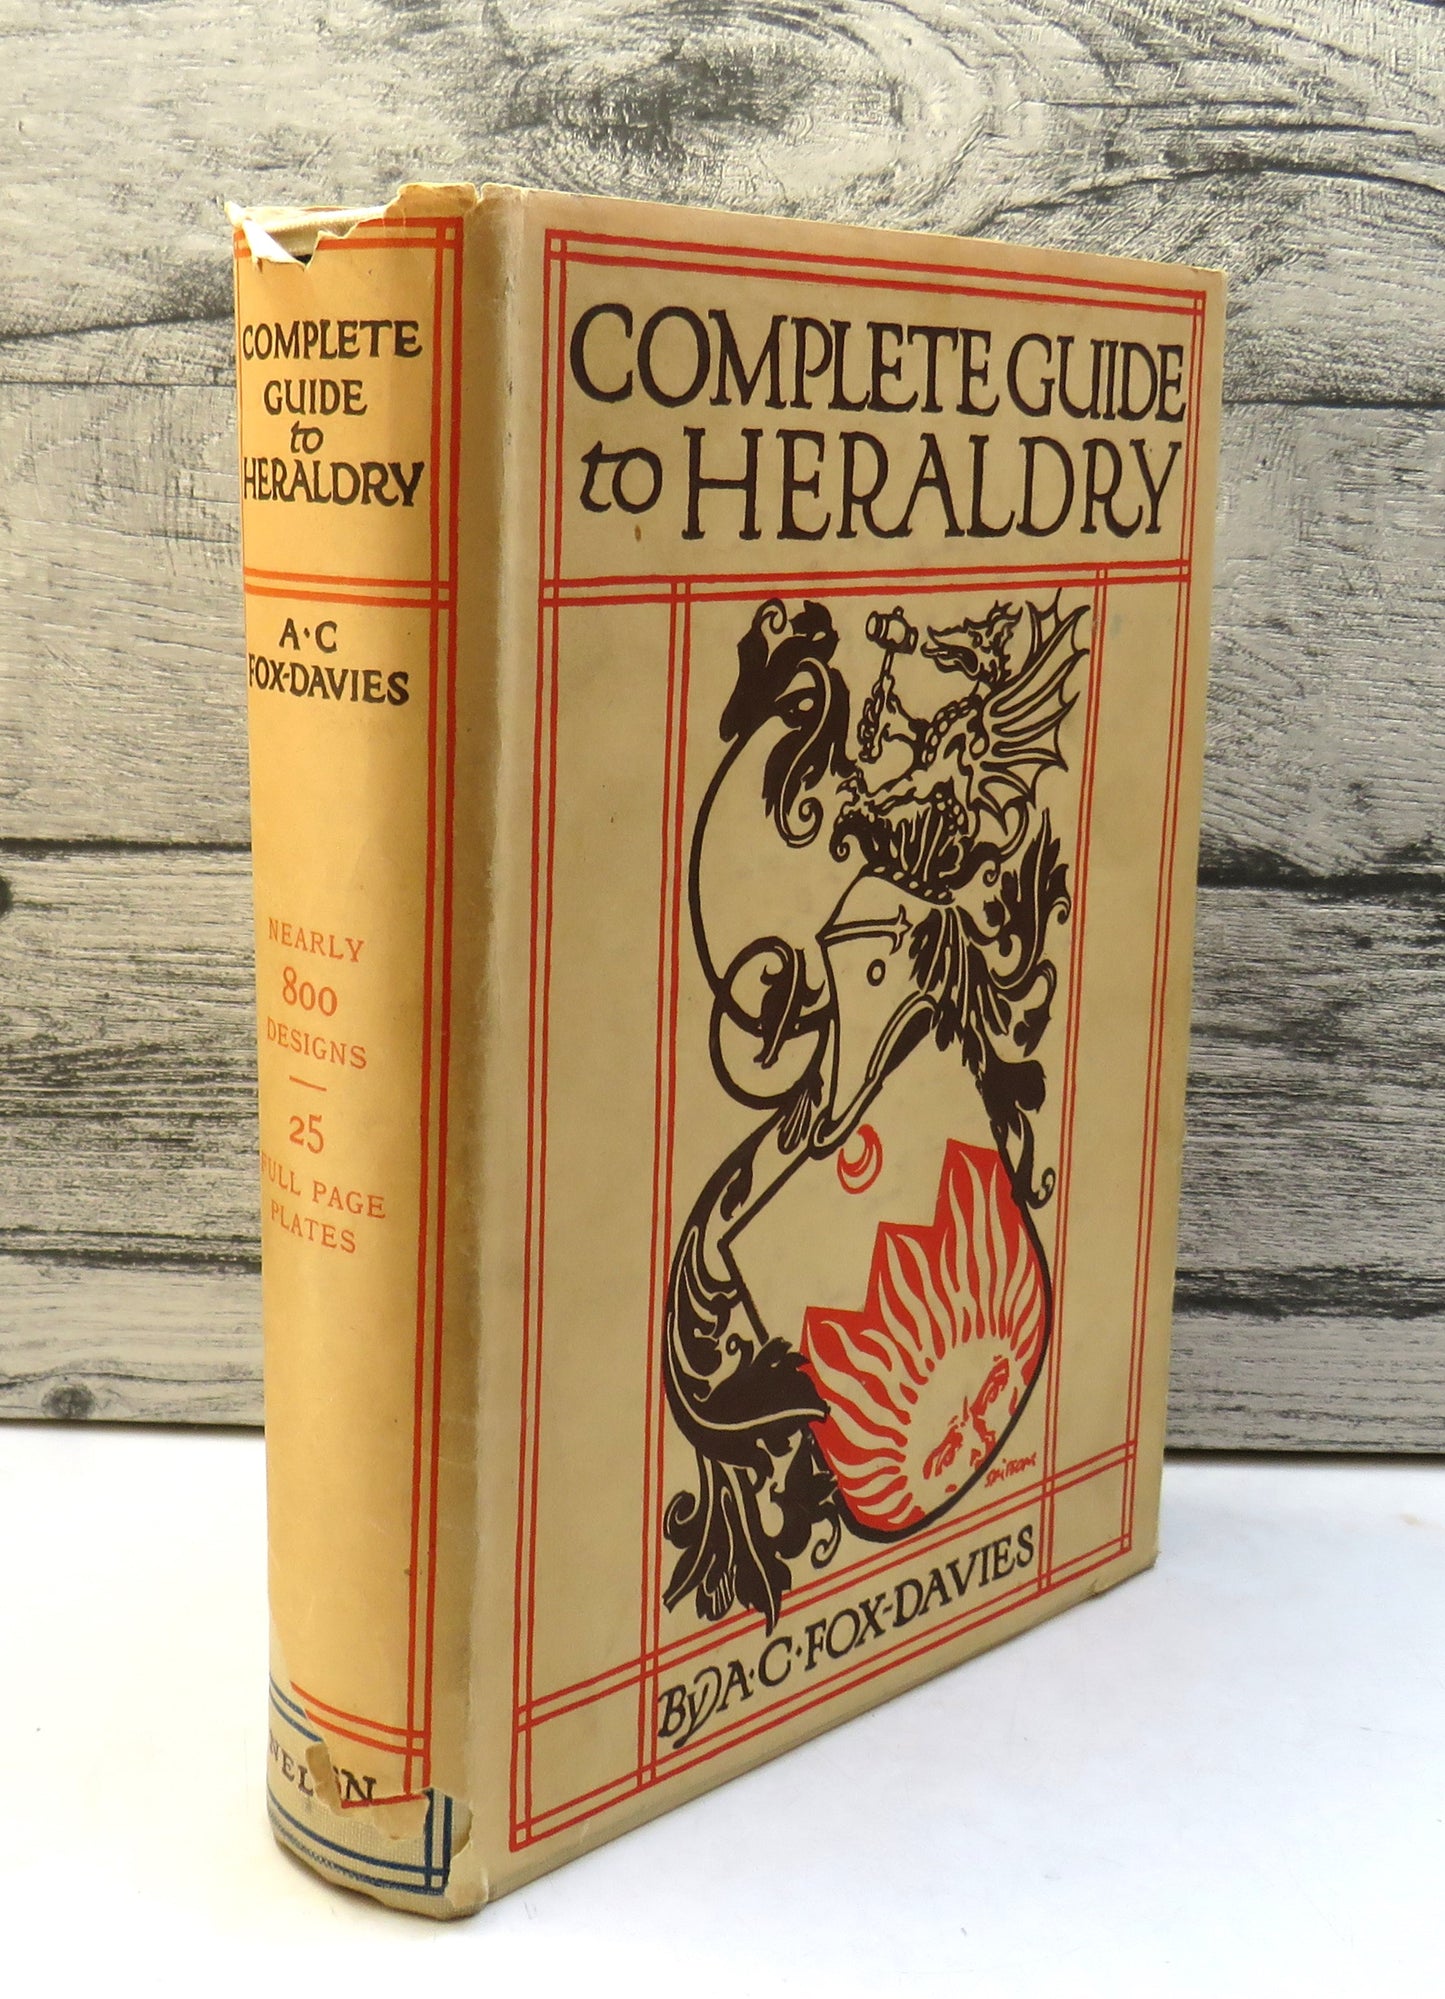 COMPLETE
GUIDE
to
HERALDRY
A·C
FOX-DAVIES
NEARLY
800
DESIGNS
25
FULL PAGE
PLATES
COMPLETE GUIDE
to HERALDRY
By A·C·FOX-DAVIES